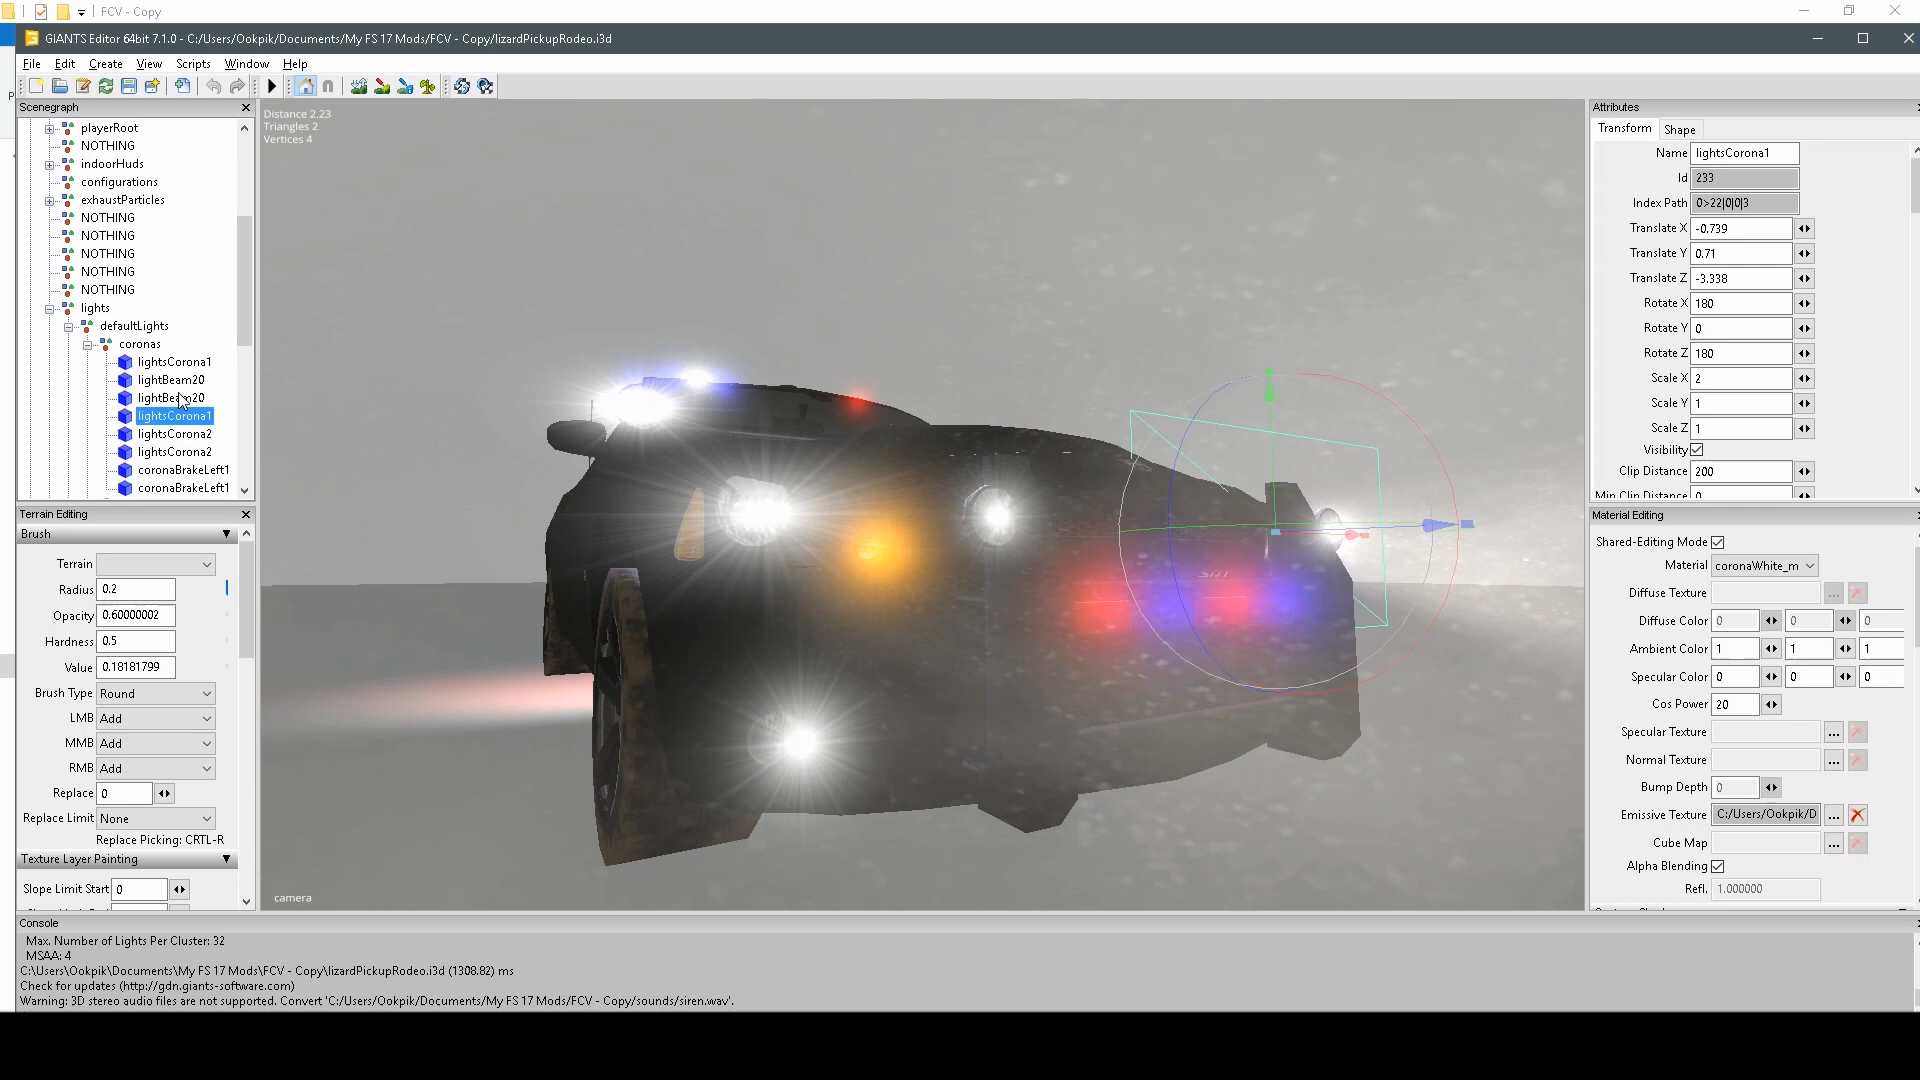 FCV - Copy
GIANTS Editor 64bit 7.1.0 - C:/Users/Ookpik/Documents/My FS 17 Mods/FCV - Copy/lizardPickupRodeo.i3d
File Edit Create View Scripts Window Help
Scenegraph
playerRoot
NOTHING
indoorHuds
configurations
exhaustParticles
NOTHING
NOTHING
NOTHING
NOTHING
NOTHING
lights
defaultLights
coronas
lightsCorona1
lightBeam20
lightBeam20
lightsCorona1
lightsCorona2
lightsCorona2
coronaBrakeLeft1
coronaBrakeLeft1
Terrain Editing
Brush
Terrain
Radius 0.2
Opacity 0.60000002
Hardness 0.5
Value 0.18181799
Brush Type Round
LMB Add
MMB Add
RMB Add
Replace 0
Replace Limit None
Replace Picking: CRTL-R
Texture Layer Painting
Slope Limit Start 0
Distance 2.23
Triangles 2
Vertices 4
camera
Attributes
Transform Shape
Name lightsCorona1
Id 233
Index Path 0>22|0|0|3
Translate X -0.739
Translate Y 0.71
Translate Z -3.338
Rotate X 180
Rotate Y 0
Rotate Z 180
Scale X 2
Scale Y 1
Scale Z 1
Visibility
Clip Distance 200
Min Clip Distance 0
Material Editing
Shared-Editing Mode
Material coronaWhite_m
Diffuse Texture ...
Diffuse Color 0 0 0
Ambient Color 1 1 1
Specular Color 0 0 0
Cos Power 20
Specular Texture ...
Normal Texture ...
Bump Depth 0
Emissive Texture C:/Users/Ookpik/D ...
Cube Map ...
Alpha Blending
Refl. 1.000000
Console
Max. Number of Lights Per Cluster: 32
MSAA: 4
C:\Users\Ookpik\Documents\My FS 17 Mods\FCV - Copy\lizardPickupRodeo.i3d (1308.82) ms
Check for updates (http://gdn.giants-software.com)
Warning: 3D stereo audio files are not supported. Convert 'C:/Users/Ookpik/Documents/My FS 17 Mods/FCV - Copy/sounds/siren.wav'.